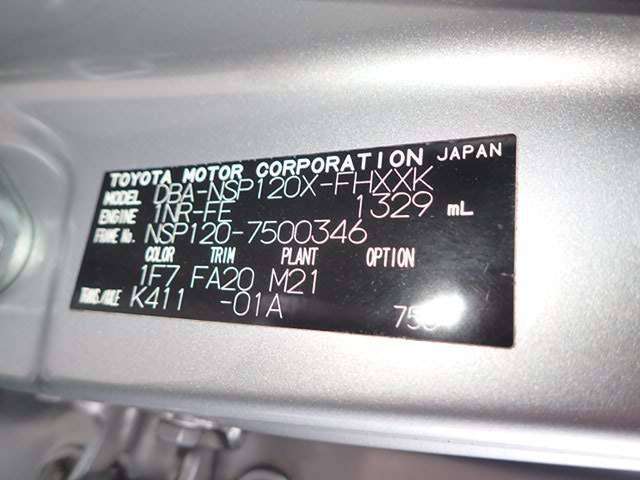 TOYOTA MOTOR CORPORATION JAPAN
MODEL DBA-NSP120X-FHXXK
ENGINE 1NR-FE 1329 mL
FRAME No. NSP120-7500346
COLOR TRIM PLANT OPTION
1F7 FA20 M21
TRANS./AXLE K411 -01A